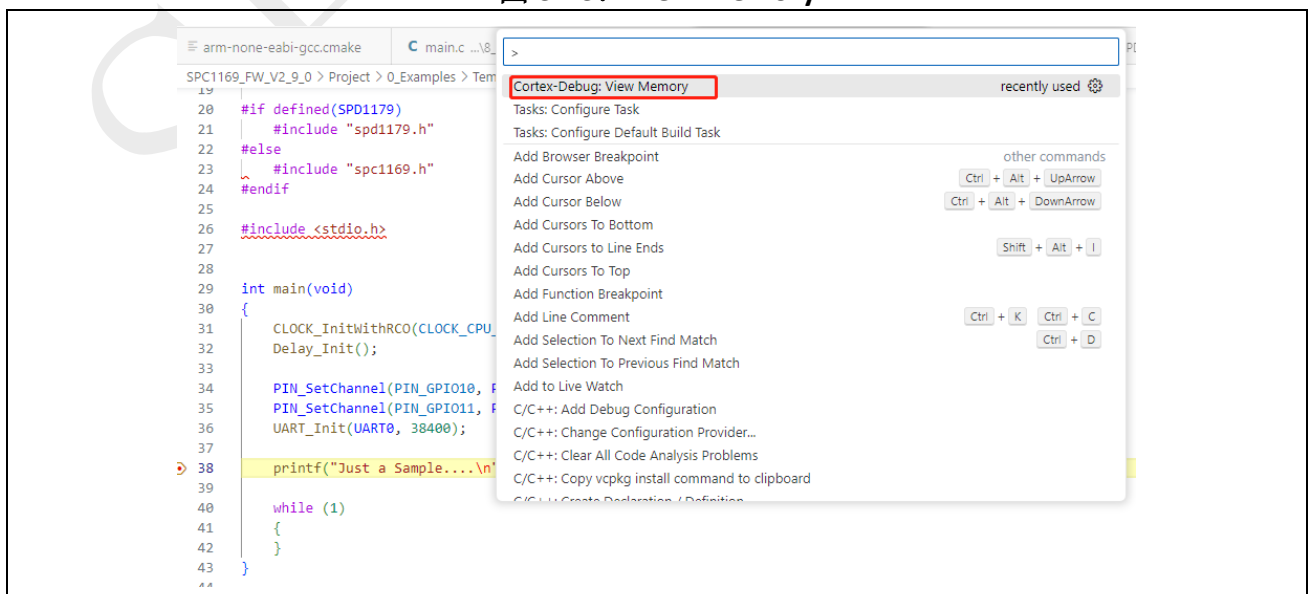 arm-none-eabi-gcc.cmake
C main.c ...\8_
>
SPC1169_FW_V2_9_0 > Project > 0_Examples > Tem
Cortex-Debug: View Memory recently used
Tasks: Configure Task
Tasks: Configure Default Build Task
Add Browser Breakpoint other commands
Add Cursor Above Ctrl + Alt + UpArrow
Add Cursor Below Ctrl + Alt + DownArrow
Add Cursors To Bottom
Add Cursors to Line Ends Shift + Alt + I
Add Cursors To Top
Add Function Breakpoint
Add Line Comment Ctrl + K Ctrl + C
Add Selection To Next Find Match Ctrl + D
Add Selection To Previous Find Match
Add to Live Watch
C/C++: Add Debug Configuration
C/C++: Change Configuration Provider...
C/C++: Clear All Code Analysis Problems
C/C++: Copy vcpkg install command to clipboard
19
20 #if defined(SPD1179)
21 #include "spd1179.h"
22 #else
23 #include "spc1169.h"
24 #endif
25
26 #include <stdio.h>
27
28
29 int main(void)
30 {
31 CLOCK_InitWithRCO(CLOCK_CPU_
32 Delay_Init();
33
34 PIN_SetChannel(PIN_GPIO10, P
35 PIN_SetChannel(PIN_GPIO11, P
36 UART_Init(UART0, 38400);
37
38 printf("Just a Sample....\n"
39
40 while (1)
41 {
42 }
43 }